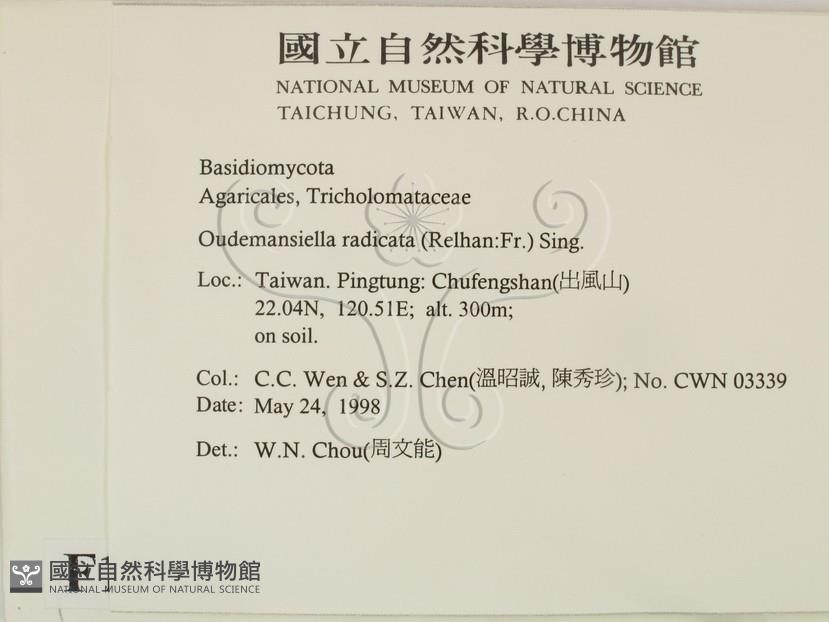 國立自然科學博物館
NATIONAL MUSEUM OF NATURAL SCIENCE
TAICHUNG, TAIWAN, R.O.CHINA
Basidiomycota
Agaricales, Tricholomataceae
Oudemansiella radicata (Relhan:Fr.) Sing.
Loc.: Taiwan. Pingtung: Chufengshan(出風山)
22.04N, 120.51E; alt. 300m;
on soil.
Col.: C.C. Wen & S.Z. Chen(溫昭誠, 陳秀珍); No. CWN 03339
Date: May 24, 1998
Det.: W.N. Chou(周文能)
國立自然科學博物館
NATIONAL MUSEUM OF NATURAL SCIENCE